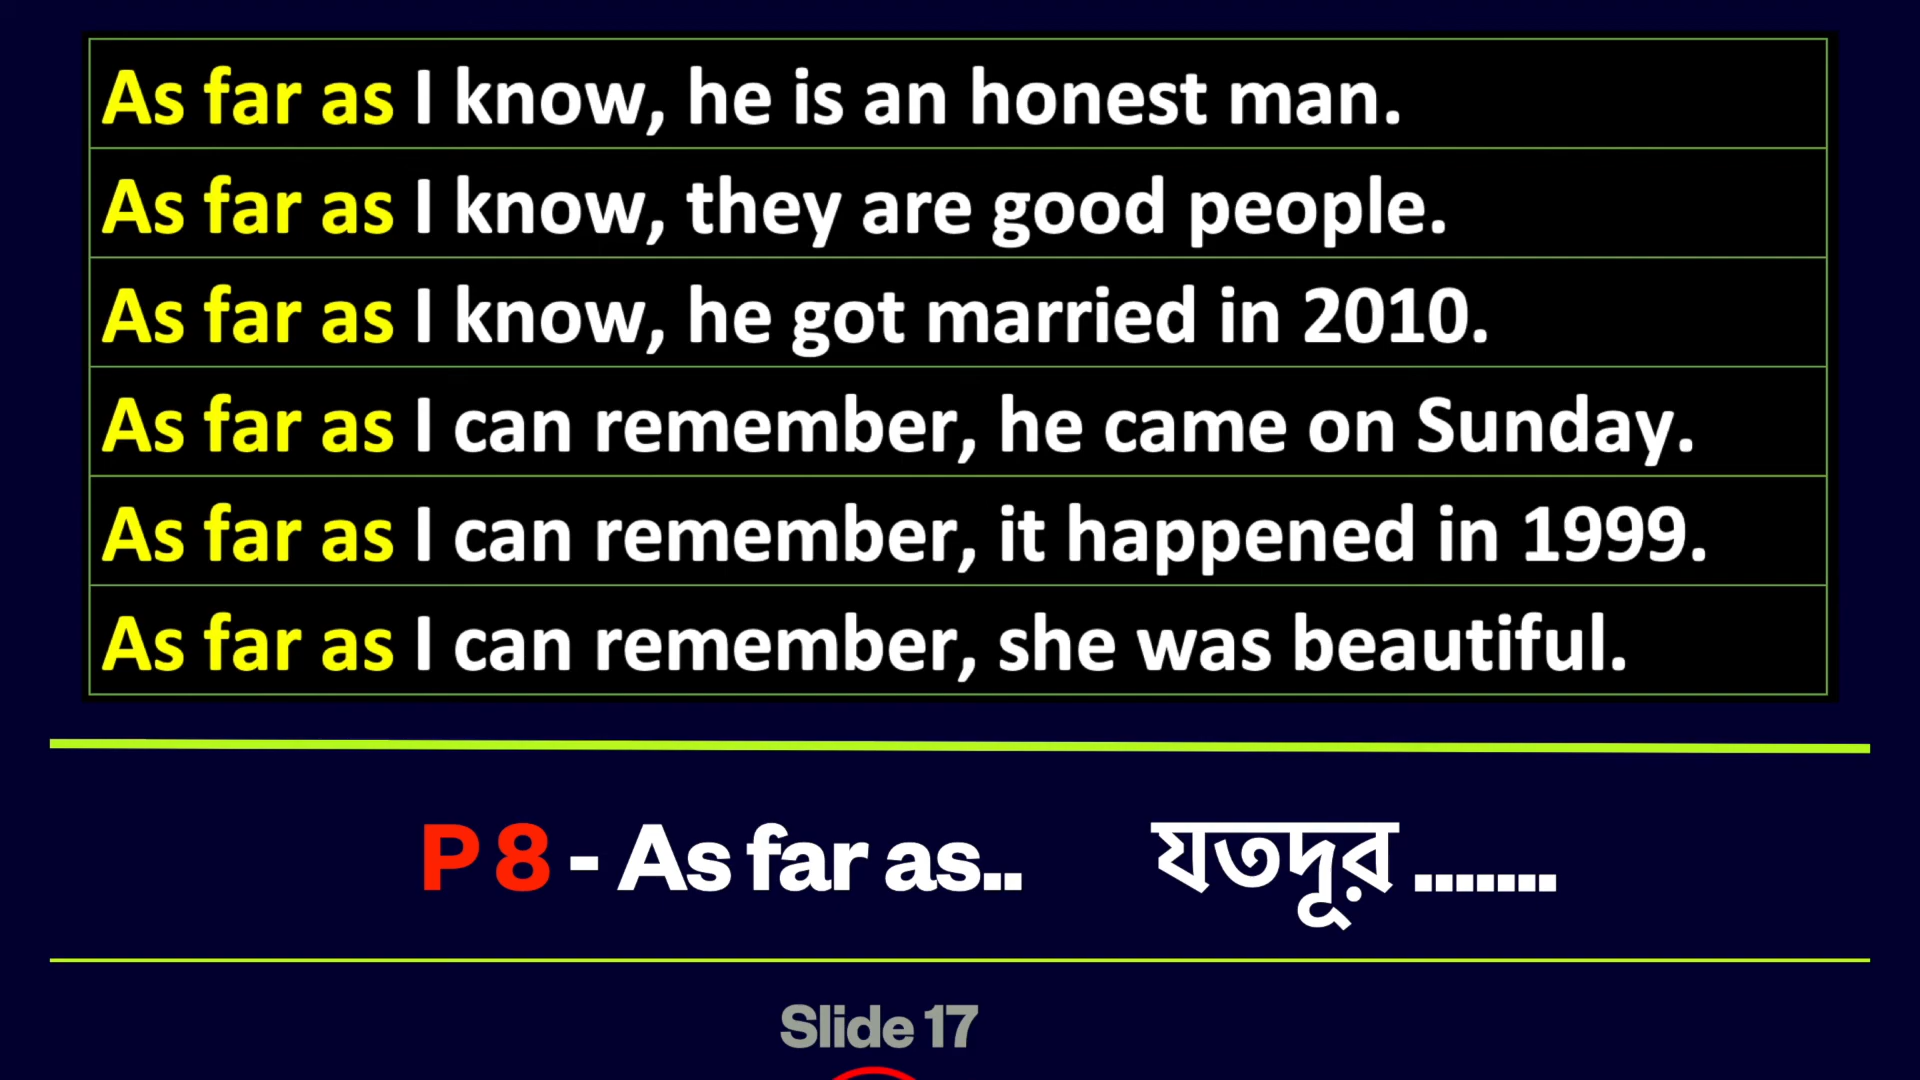 As far as I know, he is an honest man.
As far as I know, they are good people.
As far as I know, he got married in 2010.
As far as I can remember, he came on Sunday.
As far as I can remember, it happened in 1999.
As far as I can remember, she was beautiful.
P 8 - As far as.. যতদূর .......
Slide 17